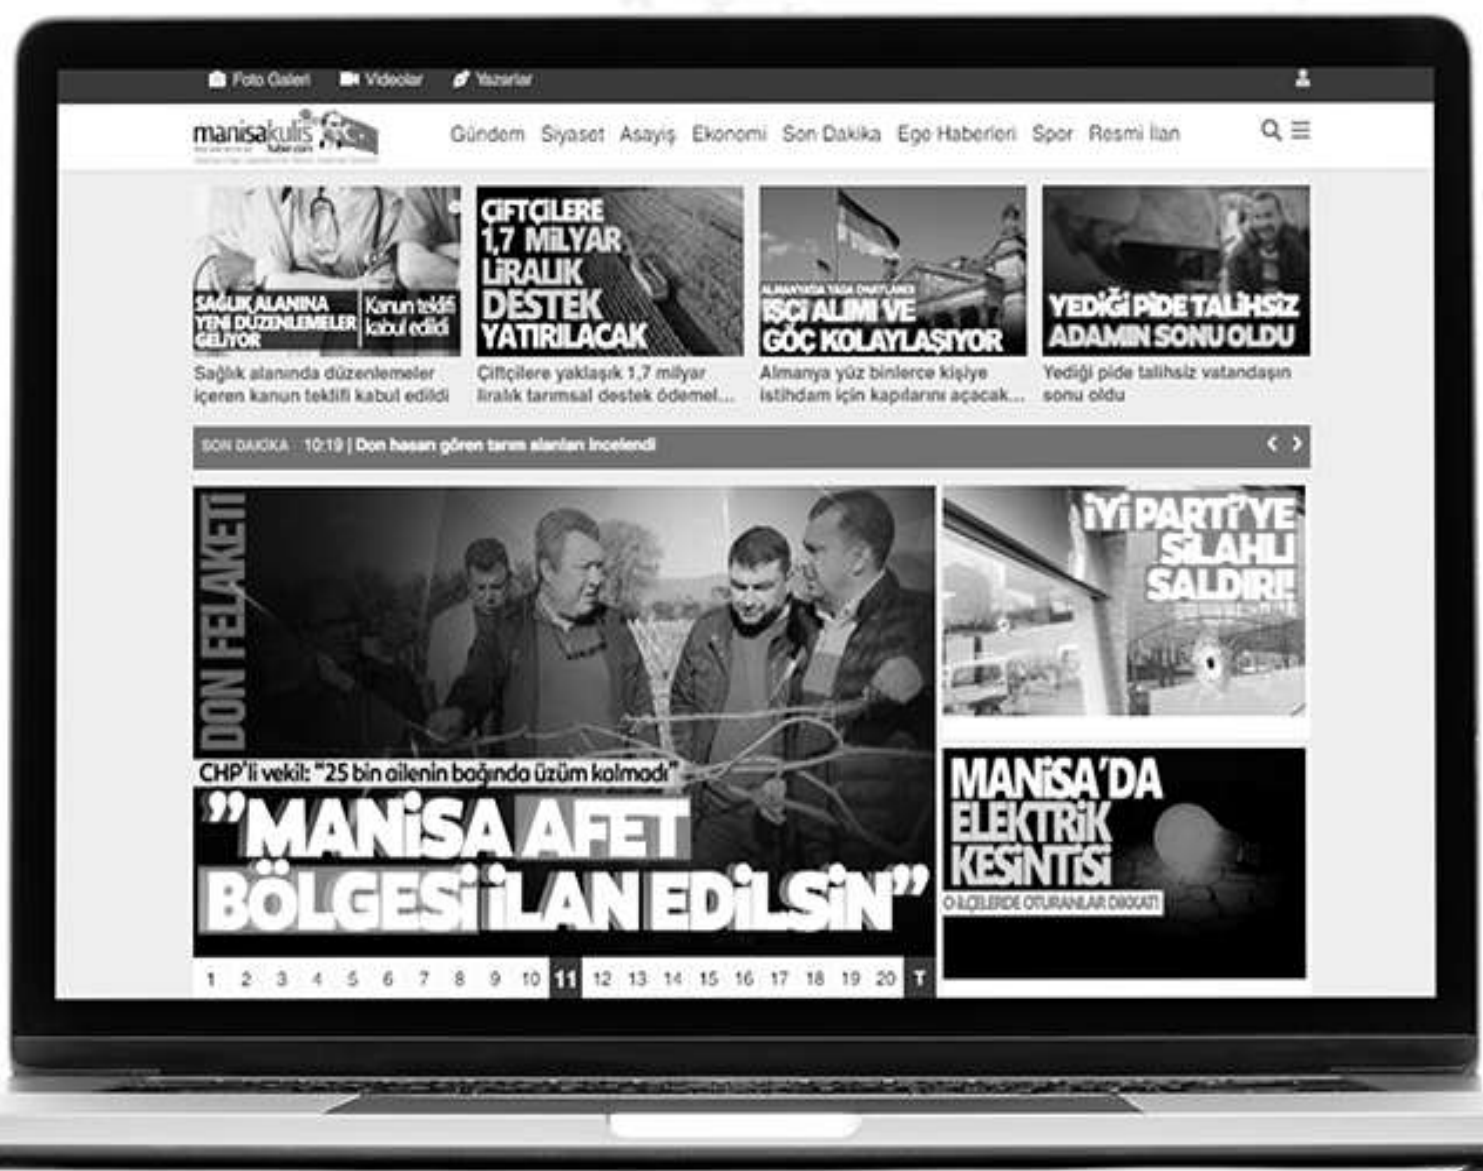 Foto Galeri Videolar Yazarlar
manisakulis
haber.com
Gündem Siyaset Asayiş Ekonomi Son Dakika Ege Haberleri Spor Resmi İlan
SAĞLIK ALANINA
YENİ DÜZENLEMELER
GELİYOR
Kanun teklifi
kabul edildi
Sağlık alanında düzenlemeler
içeren kanun teklifi kabul edildi
ÇİFTÇİLERE
1,7 MİLYAR
LİRALIK
DESTEK
YATIRILACAK
Çiftçilere yaklaşık 1,7 milyar
liralık tarımsal destek ödemel...
ALMANYA'DA YASA ONAYLANDI
İŞÇİ ALIMI VE
GÖÇ KOLAYLAŞIYOR
Almanya yüz binlerce kişiye
istihdam için kapılarını açacak...
YEDİĞİ PİDE TALİHSİZ
ADAMIN SONU OLDU
Yediği pide talihsiz vatandaşın
sonu oldu
SON DAKİKA 10:19 | Don hasarı gören tarım alanları incelendi
DON FELAKETİ
CHP'li vekil: "25 bin ailenin bağında üzüm kalmadı"
"MANİSA AFET
BÖLGESİ İLAN EDİLSİN"
1 2 3 4 5 6 7 8 9 10 11 12 13 14 15 16 17 18 19 20 T
İYİ PARTİ'YE
SİLAHLI
SALDIRI!
MANİSA'DA
ELEKTRİK
KESİNTİSİ
O İLÇELERDE OTURANLAR DİKKAT!